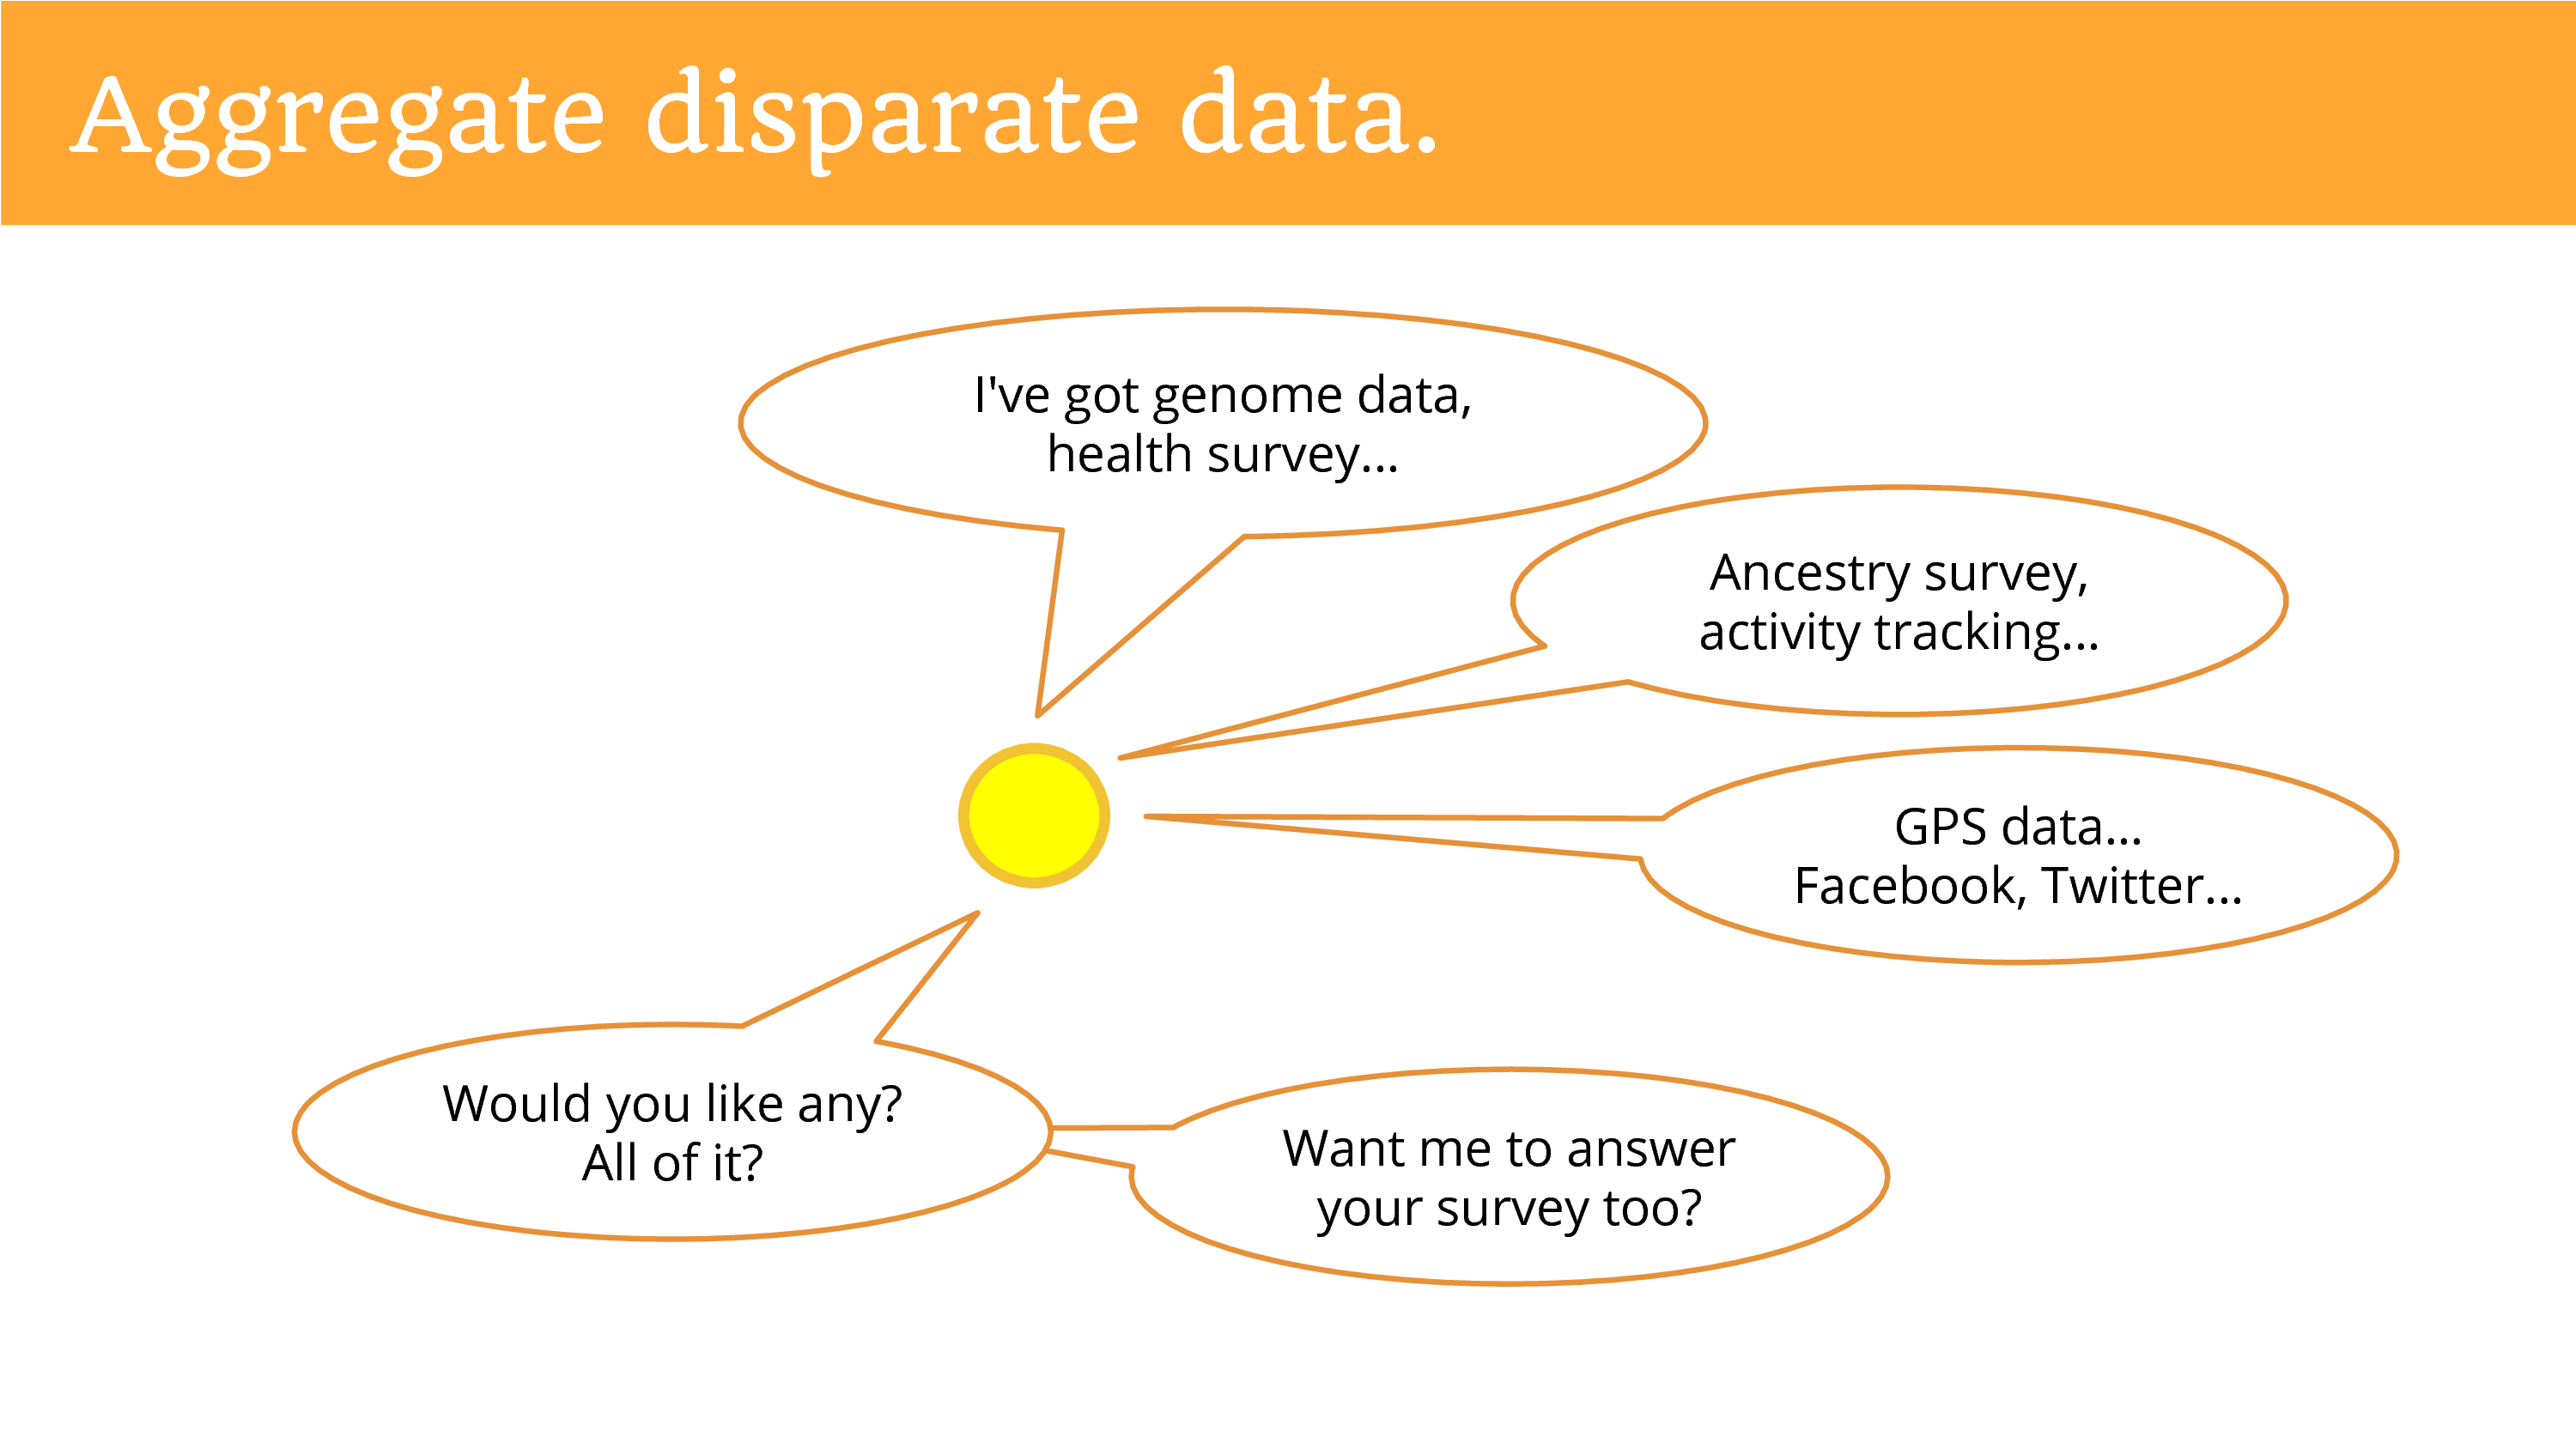 Aggregate disparate data.
I've got genome data,
health survey...
Ancestry survey,
activity tracking...
GPS data...
Facebook, Twitter...
Would you like any?
All of it?
Want me to answer
your survey too?